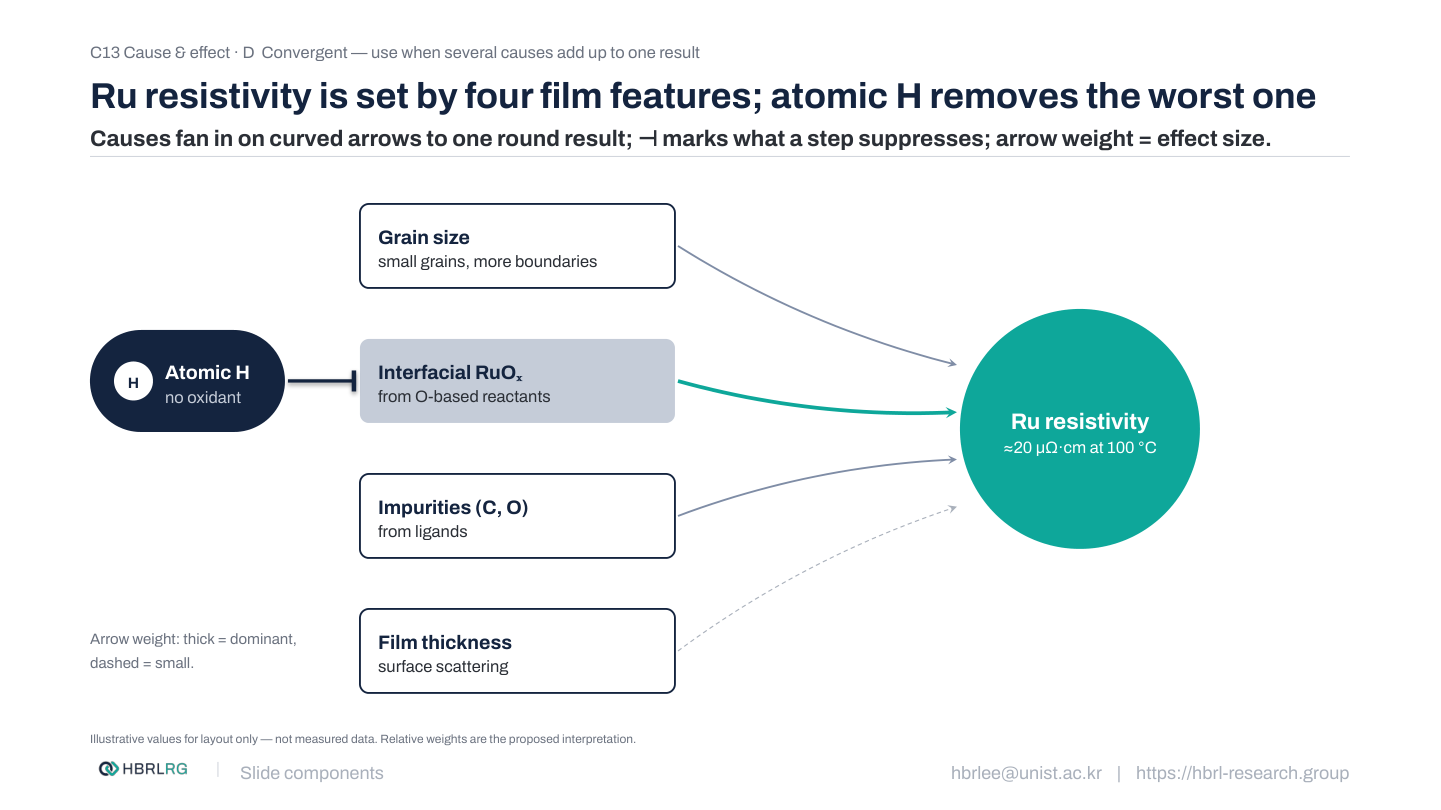 C13 Cause & effect · D Convergent — use when several causes add up to one result
Ru resistivity is set by four film features; atomic H removes the worst one
Causes fan in on curved arrows to one round result; ⊣ marks what a step suppresses; arrow weight = effect size.
Grain size
small grains, more boundaries
H
Atomic H
no oxidant
Interfacial RuOₓ
from O-based reactants
Ru resistivity
≈20 µΩ·cm at 100 °C
Impurities (C, O)
from ligands
Film thickness
surface scattering
Arrow weight: thick = dominant,
dashed = small.
Illustrative values for layout only — not measured data. Relative weights are the proposed interpretation.
HBRLRG | Slide components
hbrlee@unist.ac.kr | https://hbrl-research.group